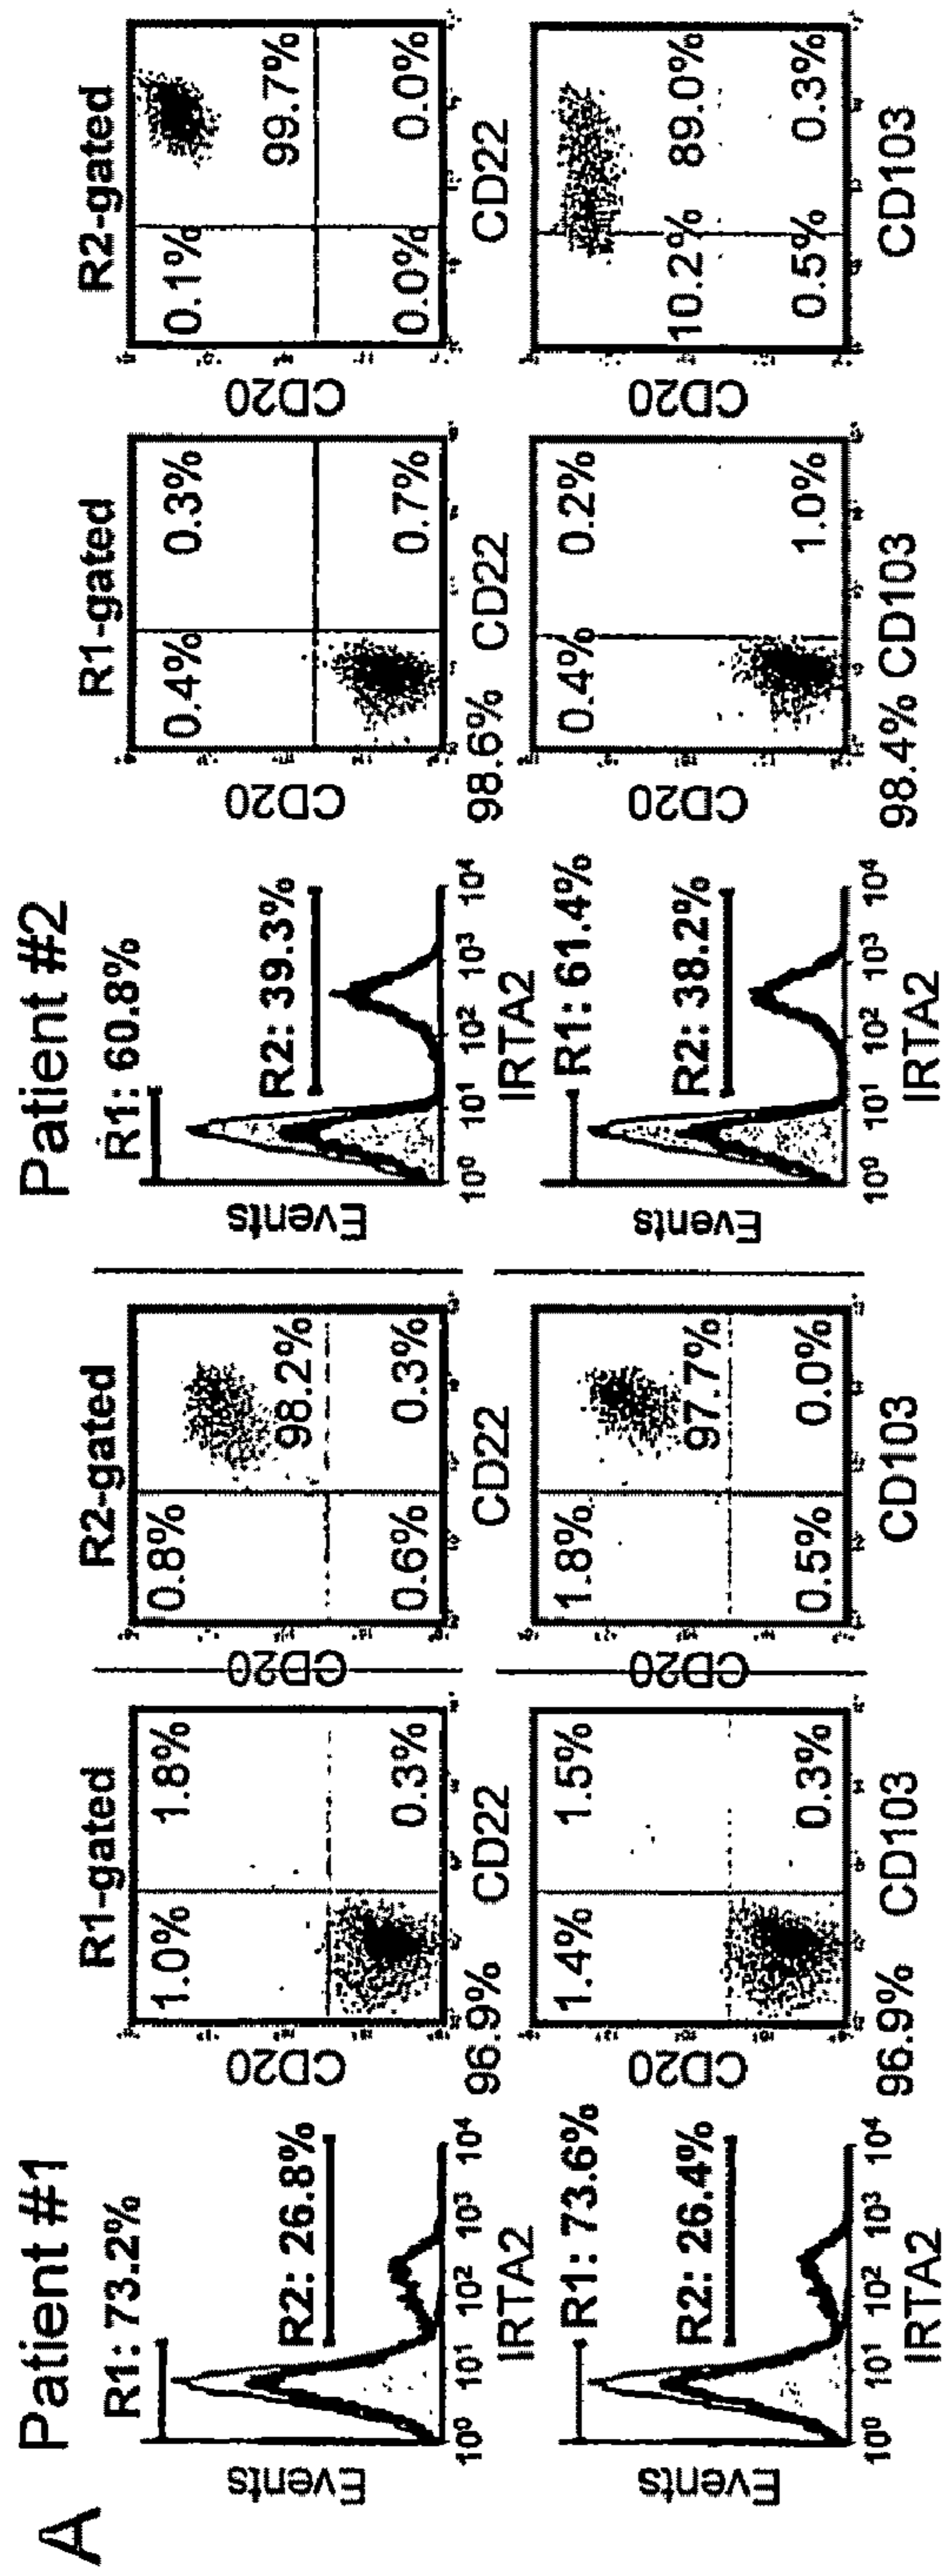 A
Patient #1
Patient #2
R1: 73.2%
R2: 26.8%
Events
10⁰ 10¹ 10² 10³ 10⁴
IRTA2
R1-gated
1.0%
1.8%
0.3%
CD20
96.9% CD22
R2-gated
0.8%
98.2%
0.6%
0.3%
CD20
CD22
R1: 60.8%
R2: 39.3%
Events
10⁰ 10¹ 10² 10³ 10⁴
IRTA2
R1-gated
0.4%
0.3%
0.7%
CD20
98.6% CD22
R2-gated
0.1%
99.7%
0.0%
0.0%
CD20
CD22
R1: 73.6%
R2: 26.4%
Events
10⁰ 10¹ 10² 10³ 10⁴
IRTA2
1.4%
1.5%
0.3%
CD20
96.9% CD103
1.8%
97.7%
0.5%
0.0%
CD20
CD103
R1: 61.4%
R2: 38.2%
Events
10⁰ 10¹ 10² 10³ 10⁴
IRTA2
0.4%
0.2%
1.0%
CD20
98.4% CD103
10.2%
89.0%
0.5%
0.3%
CD20
CD103